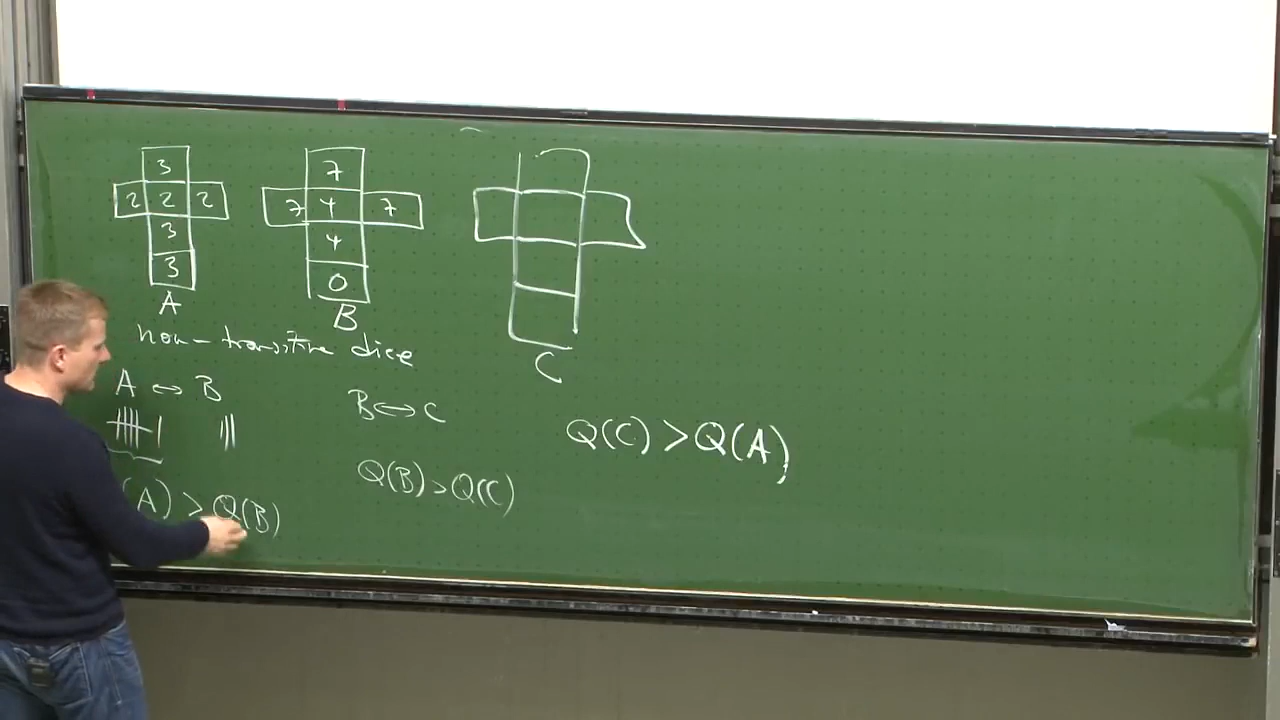 3
2 2 2
3
3
A
7
7 4 7
4
0
B
C
non-transitive dice
A ↔ B
B ↔ C
(A) > Q(B)
Q(B) > Q(C)
Q(C) > Q(A)